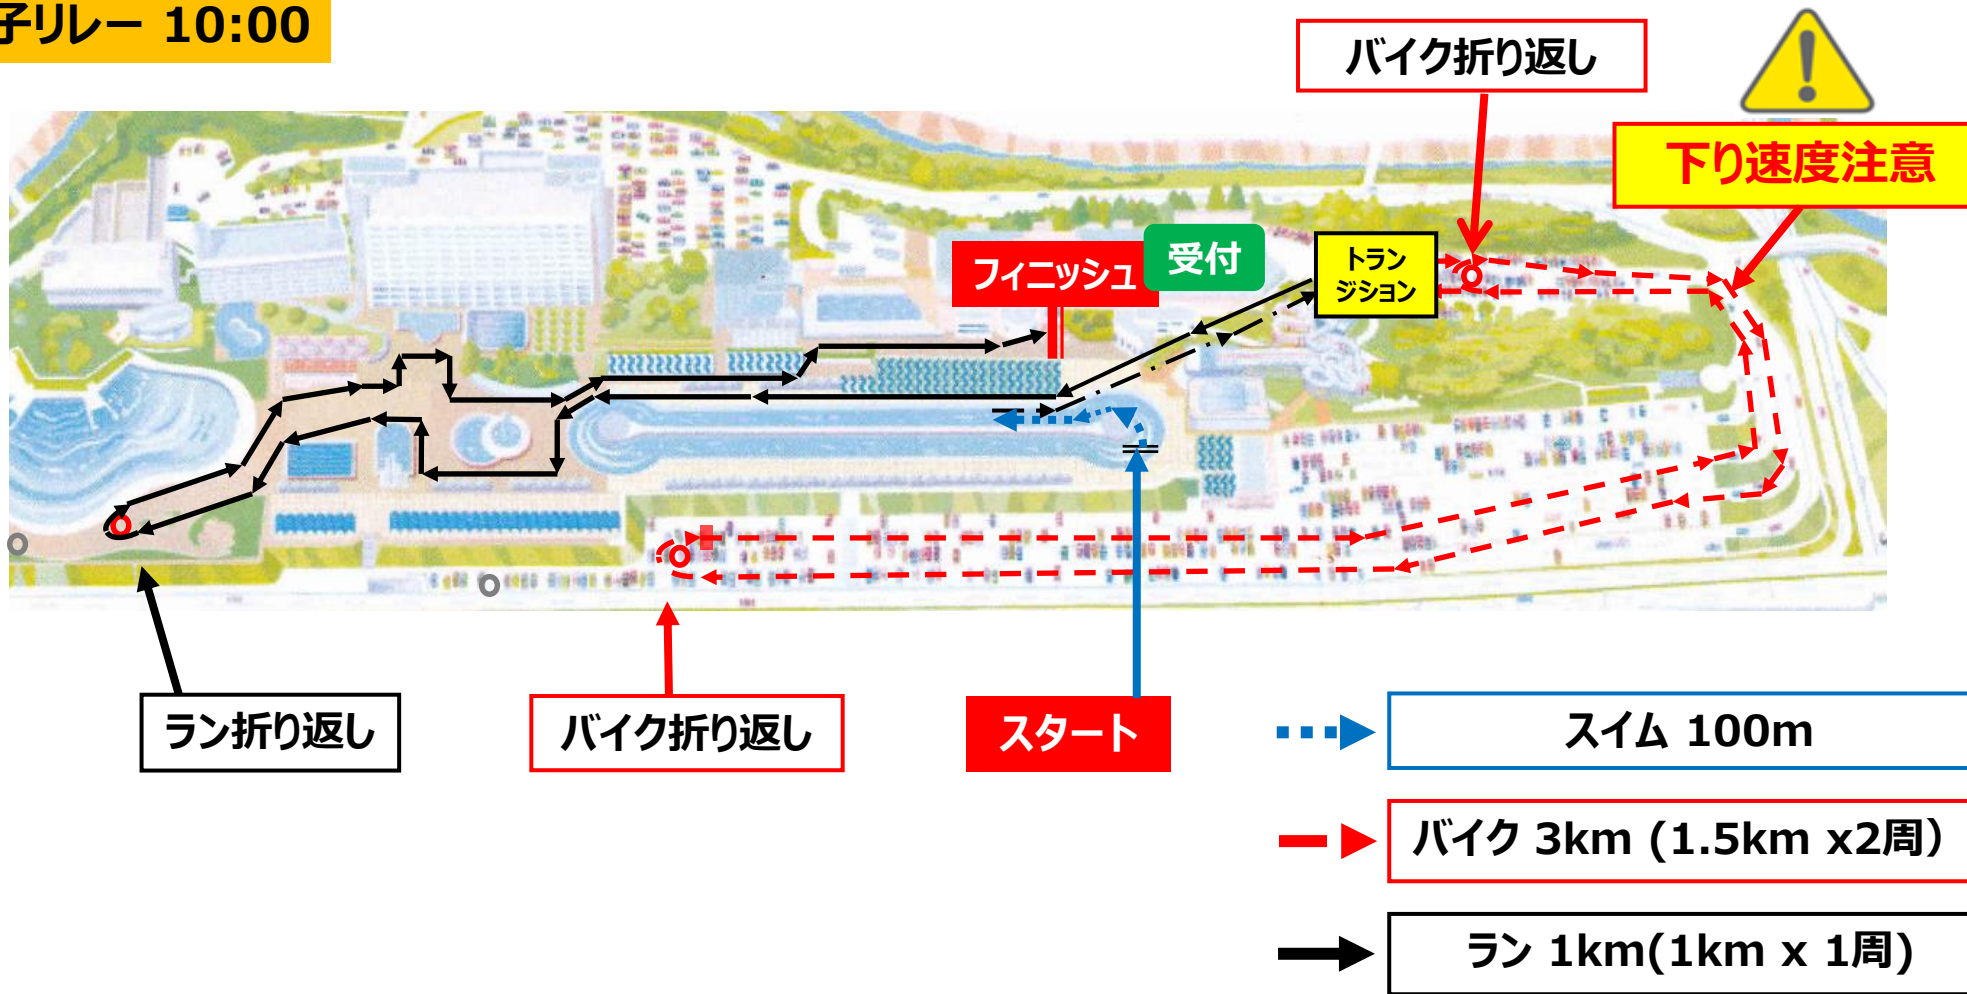 子リレー 10:00
バイク折り返し
下り速度注意
フィニッシュ
受付
トラン
ジション
ラン折り返し
バイク折り返し
スタート
スイム 100m
バイク 3km (1.5km x2周）
ラン 1km(1km x 1周)